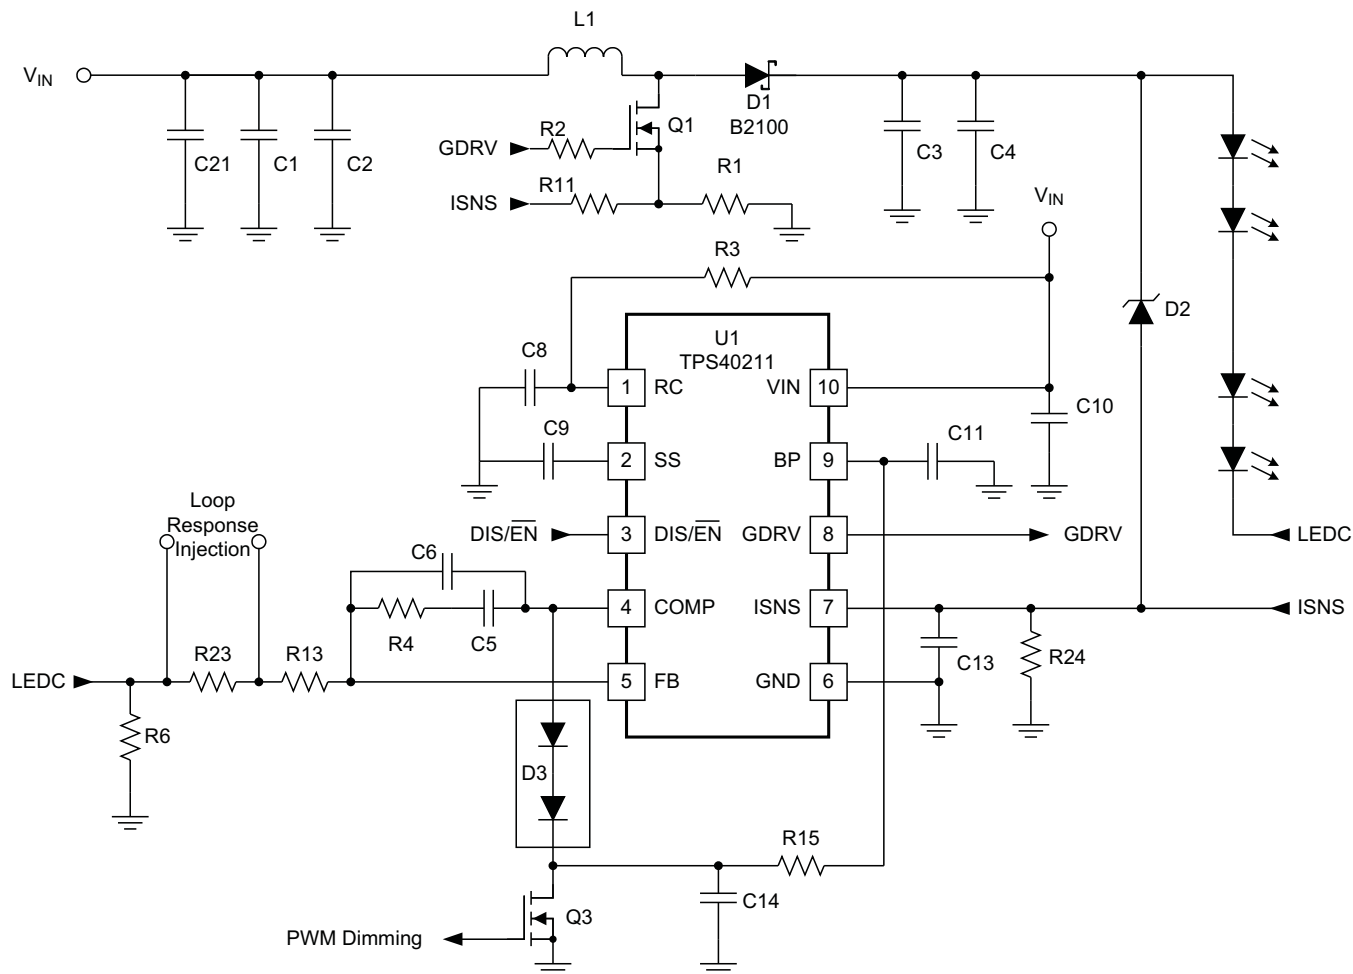 L1
VIN
D1
B2100
C21
C1
C2
GDRV
R2
Q1
C3
C4
ISNS
R11
R1
VIN
R3
D2
U1
TPS40211
C8
1
RC
VIN
10
C10
C9
2
SS
BP
9
C11
Loop
Response
Injection
DIS/EN
3
DIS/EN
GDRV
8
GDRV
LEDC
C6
R4
C5
4
COMP
ISNS
7
ISNS
C13
R24
LEDC
R23
R13
5
FB
GND
6
R6
D3
R15
C14
Q3
PWM Dimming